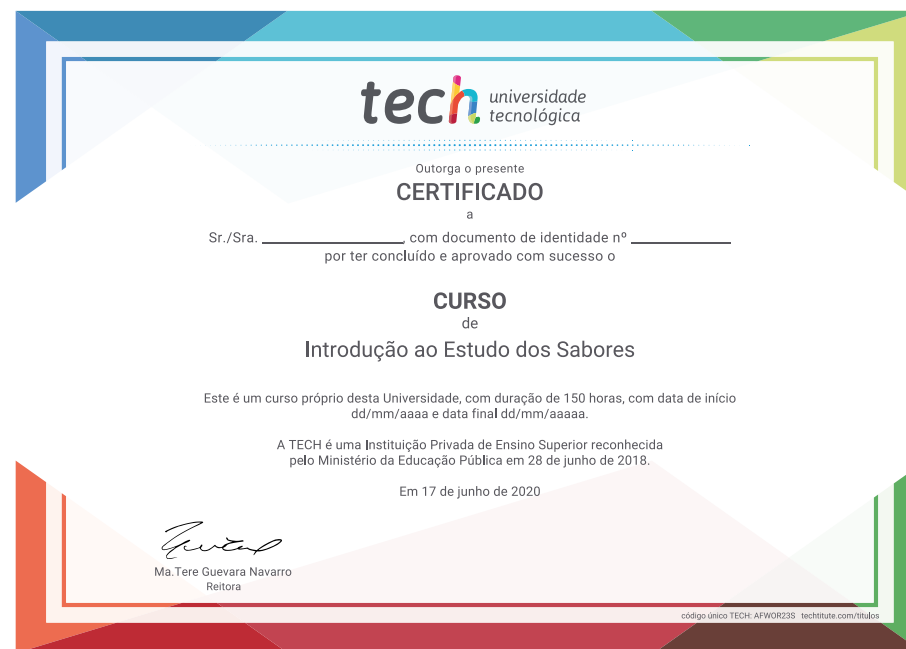 tech universidade
tecnológica
Outorga o presente
CERTIFICADO
a
Sr./Sra. ____________________, com documento de identidade nº ______________
por ter concluído e aprovado com sucesso o
CURSO
de
Introdução ao Estudo dos Sabores
Este é um curso próprio desta Universidade, com duração de 150 horas, com data de início
dd/mm/aaaa e data final dd/mm/aaaaa.
A TECH é uma Instituição Privada de Ensino Superior reconhecida
pelo Ministério da Educação Pública em 28 de junho de 2018.
Em 17 de junho de 2020
Ma.Tere Guevara Navarro
Reitora
código único TECH: AFWOR23S techtitute.com/titulos